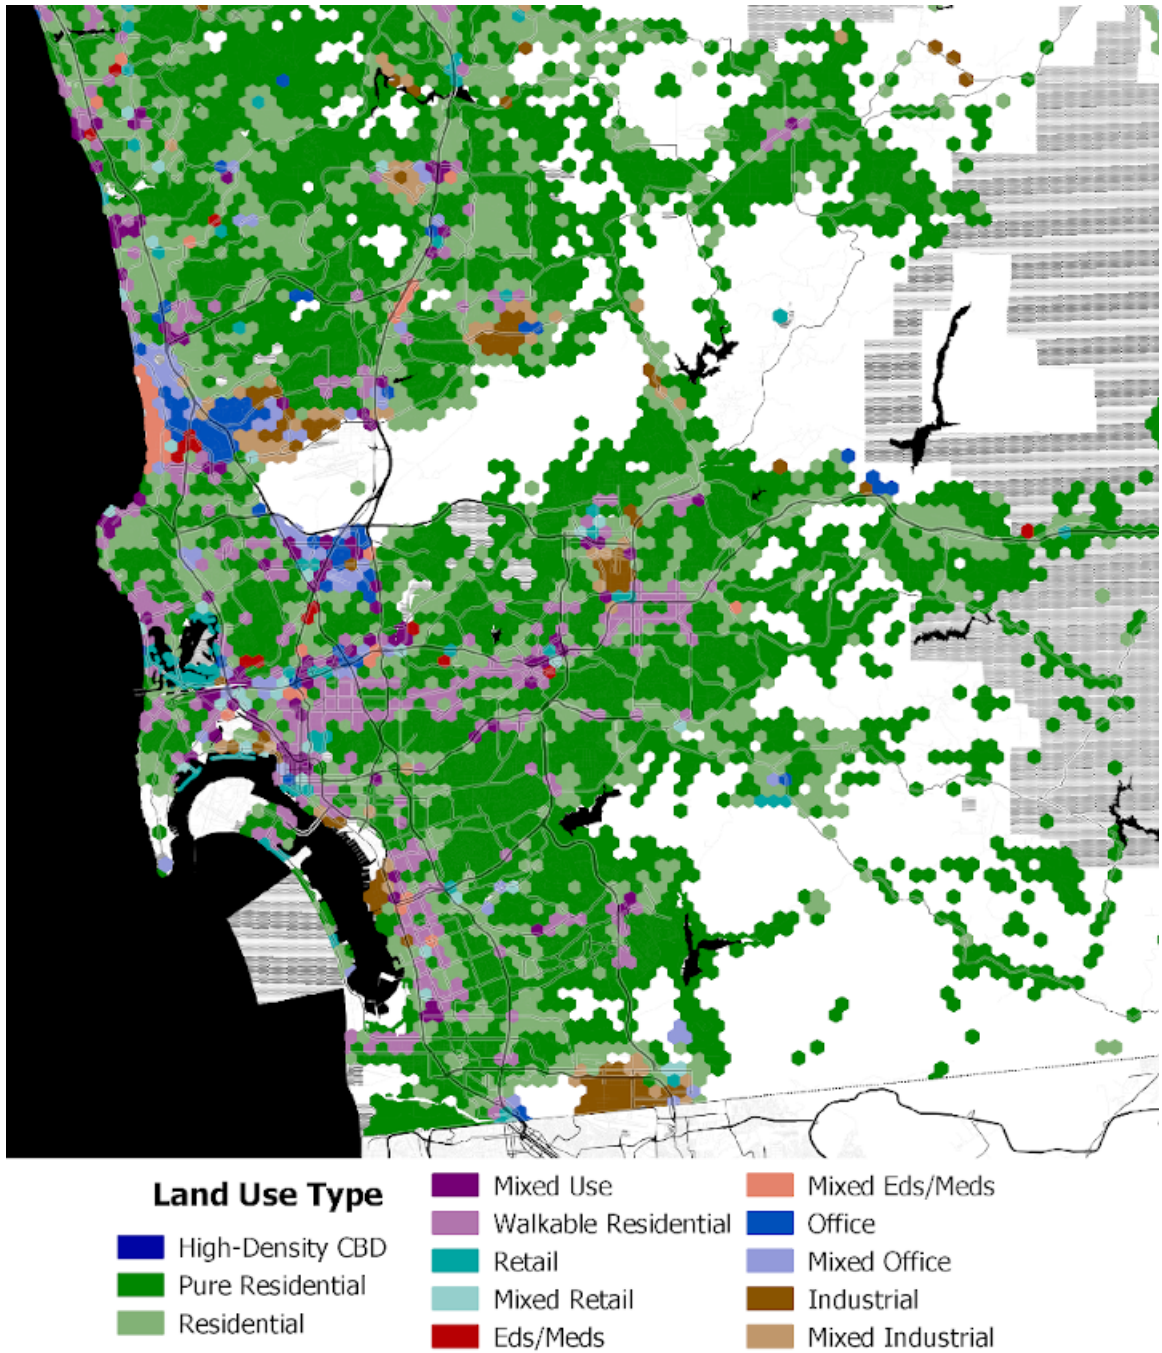 Land Use Type
High-Density CBD
Pure Residential
Residential
Mixed Use
Walkable Residential
Retail
Mixed Retail
Eds/Meds
Mixed Eds/Meds
Office
Mixed Office
Industrial
Mixed Industrial